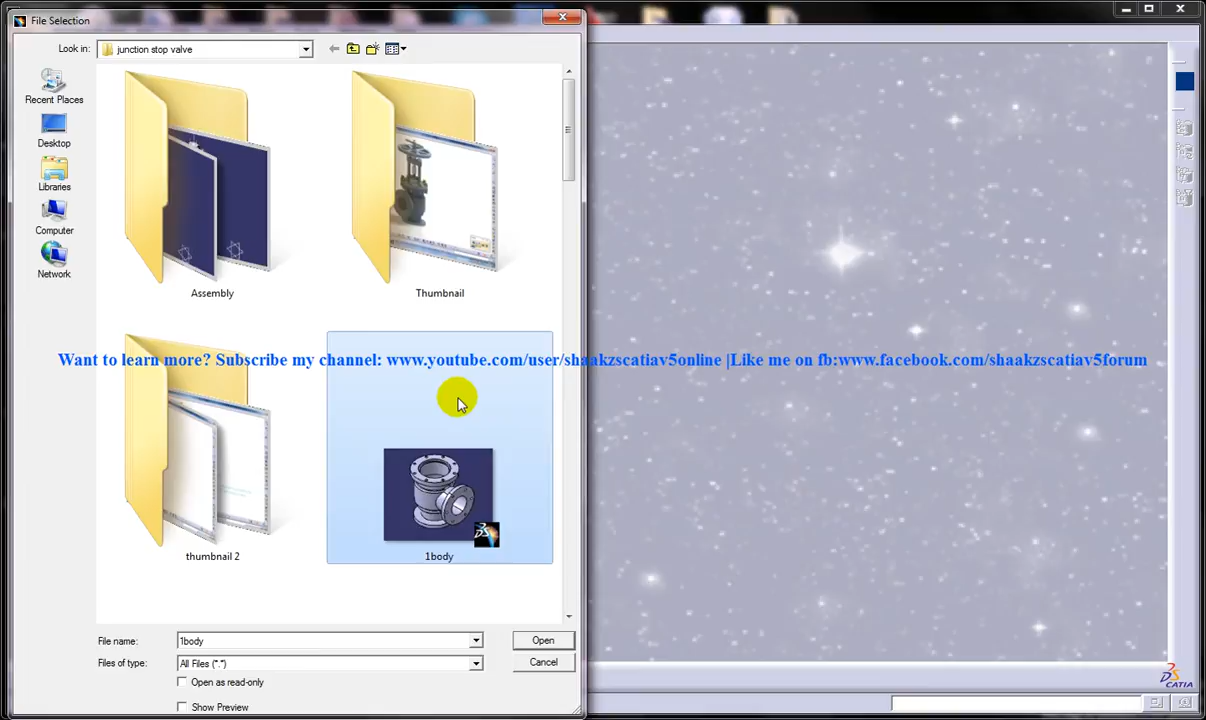 File Selection
Look in: junction stop valve
Recent Places
Desktop
Libraries
Computer
Network
Assembly
Thumbnail
Want to learn more? Subscribe my channel: www.youtube.com/user/shaakzscatiav5online |Like me on fb:www.facebook.com/shaakzscatiav5forum
thumbnail 2
1body
File name: 1body Open
Files of type: All Files (*.*) Cancel
Open as read-only
Show Preview
CATIA